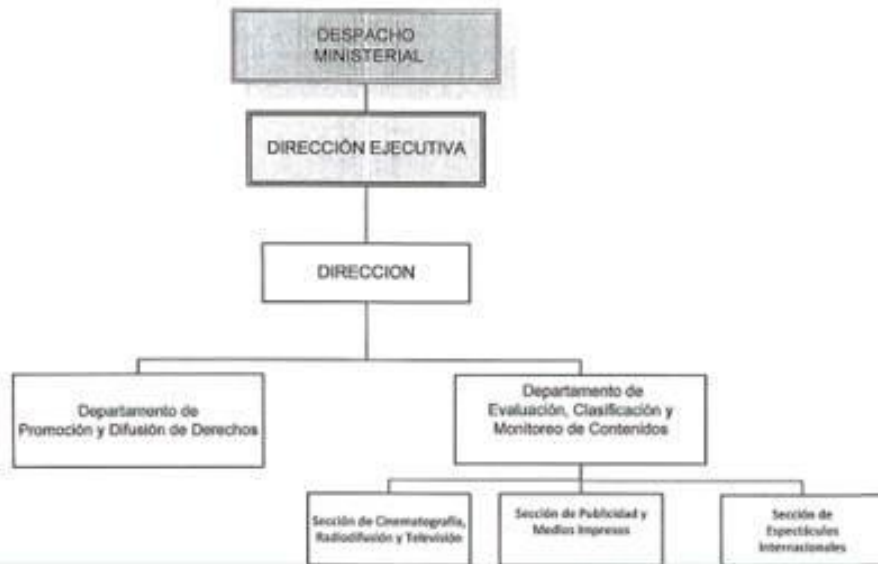 DESPACHO
MINISTERIAL
DIRECCIÓN EJECUTIVA
DIRECCION
Departamento de
Promoción y Difusión de Derechos
Departamento de
Evaluación, Clasificación y
Monitoreo de Contenidos
Sección de Cinematografía,
Radiodifusión y Televisión
Sección de Publicidad y
Medios Impresos
Sección de
Espectáculos
Internacionales